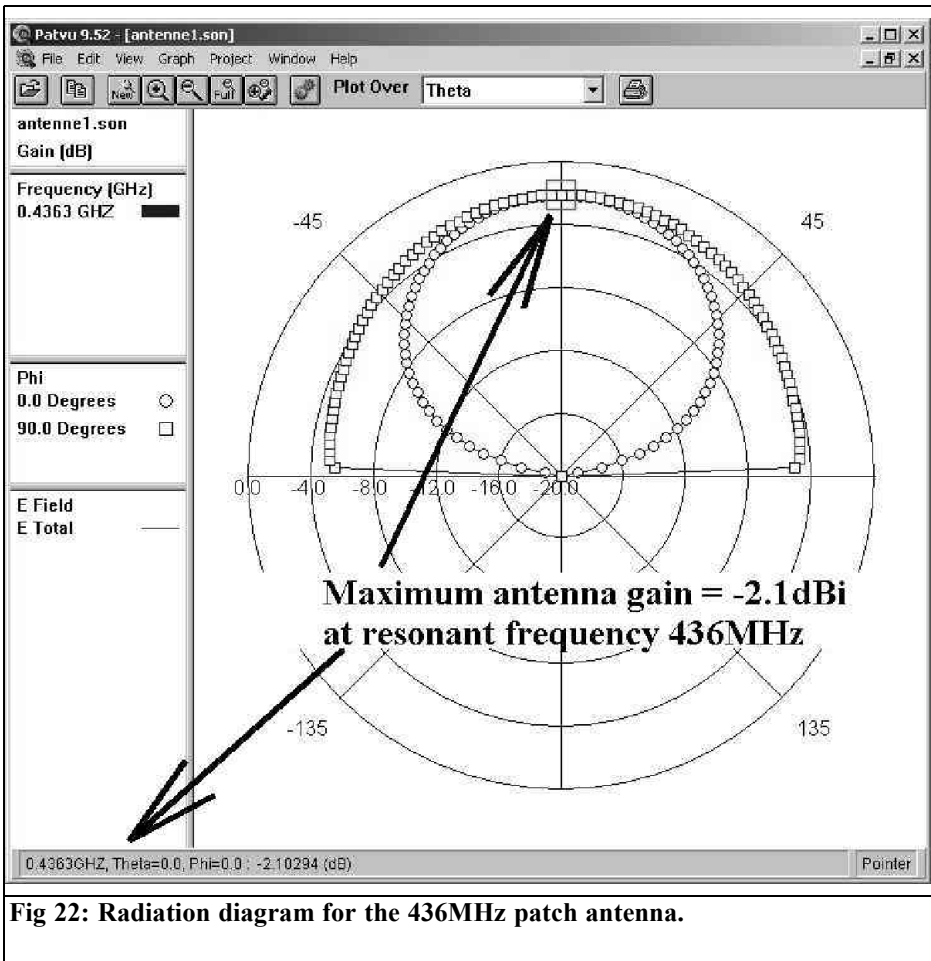 Patvu 9.52 - [antenne1.son]
File Edit View Graph Project Window Help
New Full Plot Over Theta
antenne1.son
Gain (dB)
Frequency (GHz)
0.4363 GHZ
Phi
0.0 Degrees
90.0 Degrees
E Field
E Total
-45
45
0.0 -4.0 -8.0 -12.0 -16.0 -20.0
Maximum antenna gain = -2.1dBi
at resonant frequency 436MHz
-135
135
0.4363GHZ, Theta=0.0, Phi=0.0 : -2.10294 (dB)
Pointer
Fig 22: Radiation diagram for the 436MHz patch antenna.